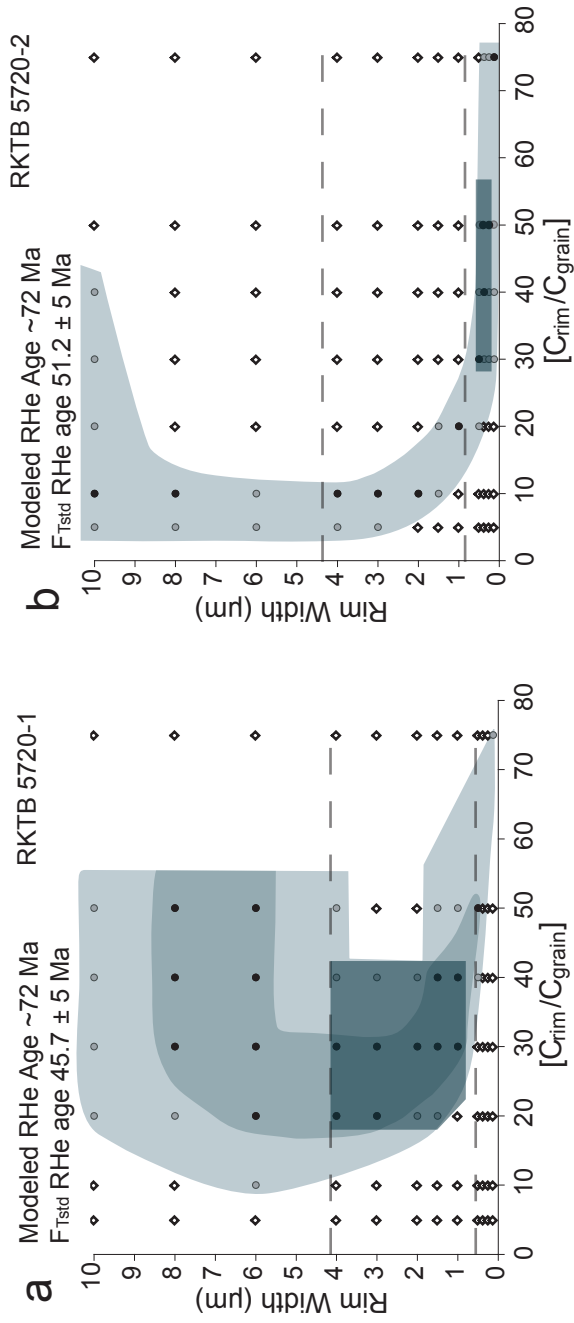 a
Modeled RHe Age ~72 Ma
RKTB 5720-1
FTstd RHe age 45.7 ± 5 Ma
Rim Width (µm)
10
9
8
7
6
5
4
3
2
1
0
0 10 20 30 40 50 60 70 80
[Crim/Cgrain]
b
Modeled RHe Age ~72 Ma
RKTB 5720-2
FTstd RHe age 51.2 ± 5 Ma
Rim Width (µm)
10
9
8
7
6
5
4
3
2
1
0
0 10 20 30 40 50 60 70 80
[Crim/Cgrain]